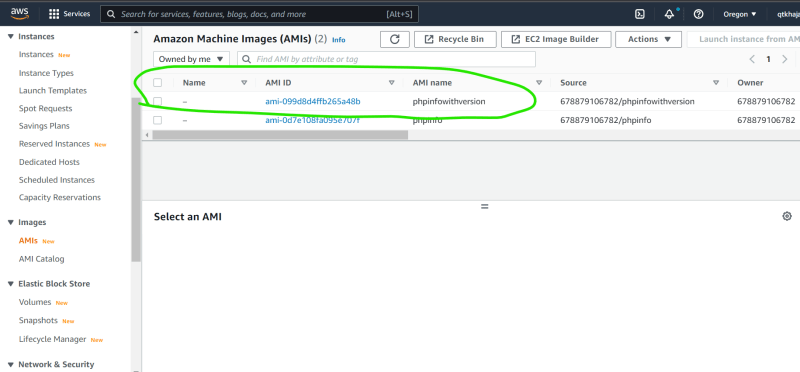 aws
Services
Search for services, features, blogs, docs, and more
[Alt+S]
Oregon ▼
qtkhaja
Instances
Instances New
Instance Types
Launch Templates
Spot Requests
Savings Plans
Reserved Instances New
Dedicated Hosts
Scheduled Instances
Capacity Reservations
Images
AMIs New
AMI Catalog
Elastic Block Store
Volumes New
Snapshots New
Lifecycle Manager New
Network & Security
Amazon Machine Images (AMIs) (2) Info
Recycle Bin
EC2 Image Builder
Actions ▼
Launch instance from AM
Owned by me ▼
Find AMI by attribute or tag
1
Name AMI ID AMI name Source Owner
– ami-099d8d4ffb265a48b phpinfowithversion 678879106782/phpinfowithversion 678879106782
– ami-0d7e108fa095e707f phpinfo 678879106782/phpinfo 678879106782
Select an AMI